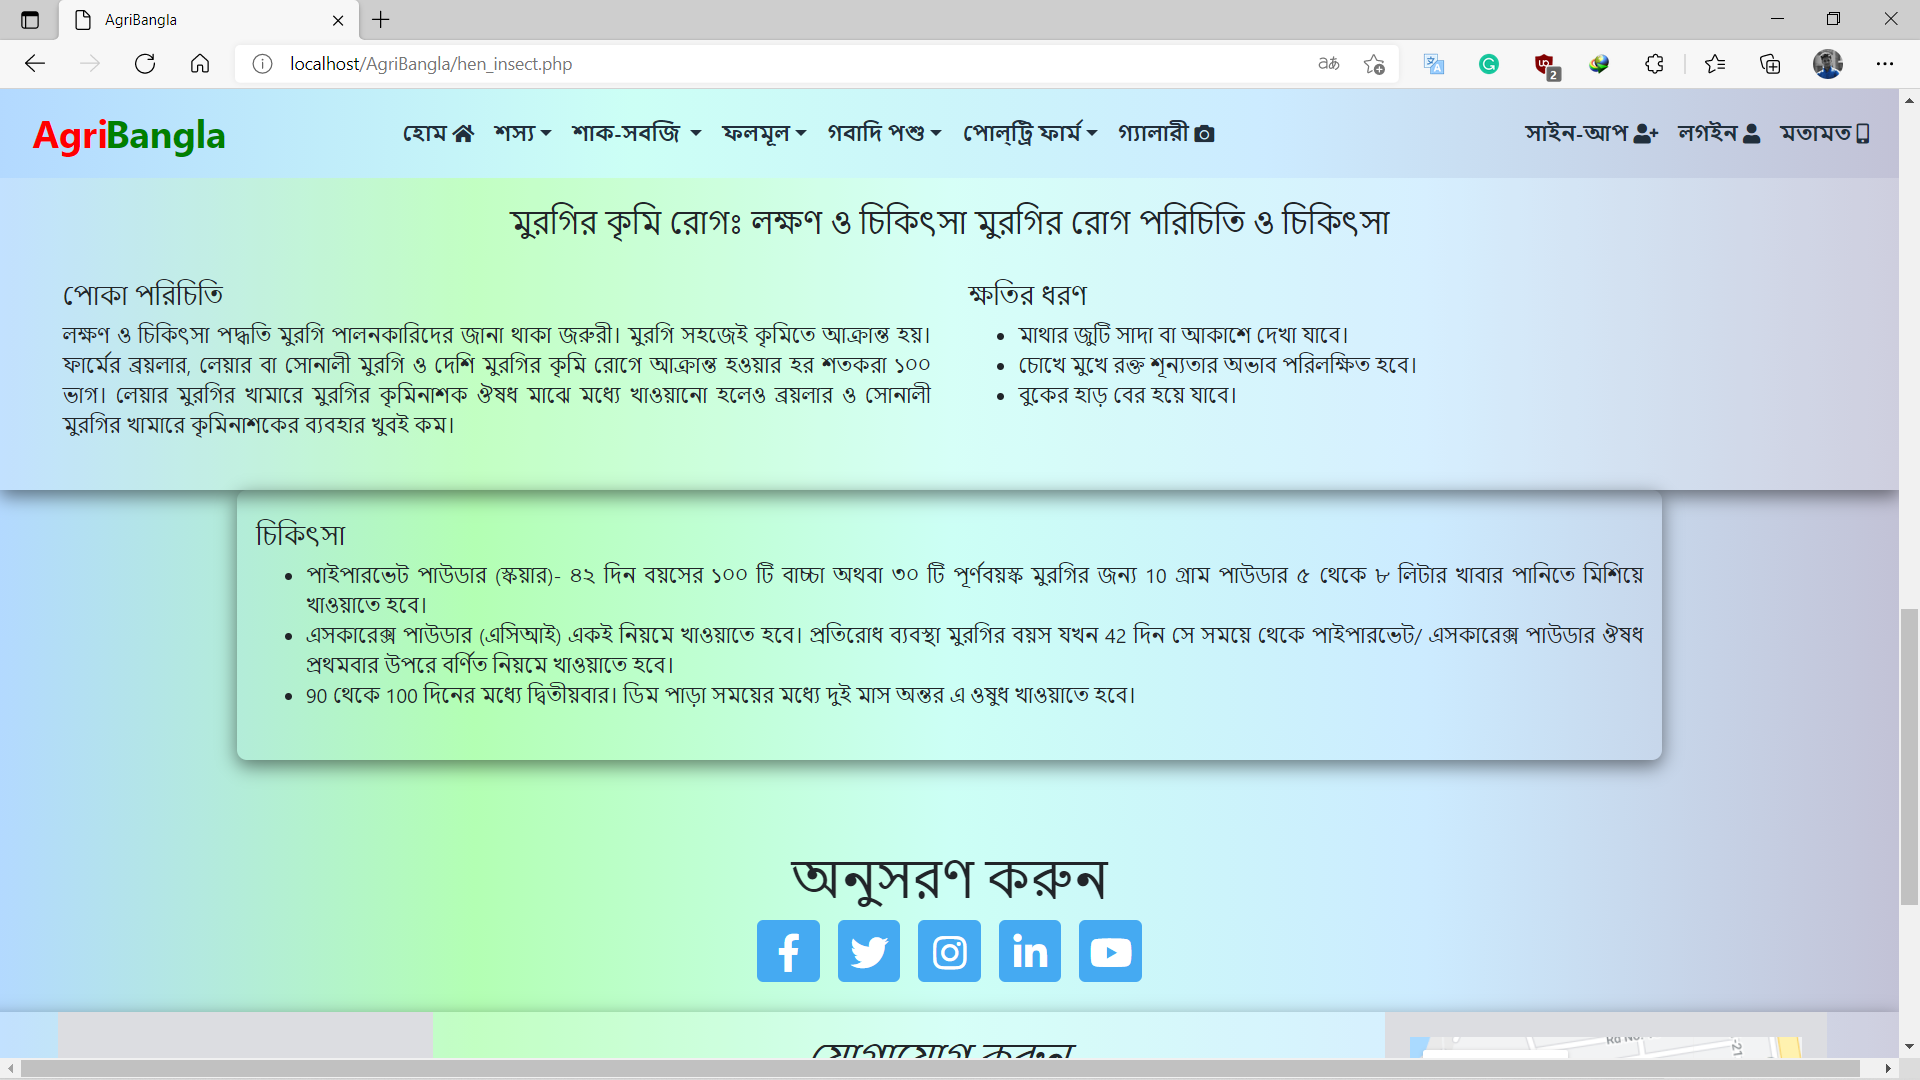 AgriBangla
localhost/AgriBangla/hen_insect.php
2
AgriBangla
হোম শস্য শাক-সবজি ফলমূল গবাদি পশু পোল্ট্রি ফার্ম গ্যালারী সাইন-আপ লগইন মতামত
মুরগির কৃমি রোগঃ লক্ষণ ও চিকিৎসা মুরগির রোগ পরিচিতি ও চিকিৎসা
পোকা পরিচিতি
লক্ষণ ও চিকিৎসা পদ্ধতি মুরগি পালনকারিদের জানা থাকা জরুরী। মুরগি সহজেই কৃমিতে আক্রান্ত হয়।
ফার্মের ব্রয়লার, লেয়ার বা সোনালী মুরগি ও দেশি মুরগির কৃমি রোগে আক্রান্ত হওয়ার হর শতকরা ১০০
ভাগ। লেয়ার মুরগির খামারে মুরগির কৃমিনাশক ঔষধ মাঝে মধ্যে খাওয়ানো হলেও ব্রয়লার ও সোনালী
মুরগির খামারে কৃমিনাশকের ব্যবহার খুবই কম।
ক্ষতির ধরণ
• মাথার জুটি সাদা বা আকাশে দেখা যাবে।
• চোখে মুখে রক্ত শূন্যতার অভাব পরিলক্ষিত হবে।
• বুকের হাড় বের হয়ে যাবে।
চিকিৎসা
• পাইপারভেট পাউডার (স্কয়ার)- ৪২ দিন বয়সের ১০০ টি বাচ্চা অথবা ৩০ টি পূর্ণবয়স্ক মুরগির জন্য 10 গ্রাম পাউডার ৫ থেকে ৮ লিটার খাবার পানিতে মিশিয়ে
খাওয়াতে হবে।
• এসকারেক্স পাউডার (এসিআই) একই নিয়মে খাওয়াতে হবে। প্রতিরোধ ব্যবস্থা মুরগির বয়স যখন 42 দিন সে সময়ে থেকে পাইপারভেট/ এসকারেক্স পাউডার ঔষধ
প্রথমবার উপরে বর্ণিত নিয়মে খাওয়াতে হবে।
• 90 থেকে 100 দিনের মধ্যে দ্বিতীয়বার। ডিম পাড়া সময়ের মধ্যে দুই মাস অন্তর এ ওষুধ খাওয়াতে হবে।
অনুসরণ করুন
যোগাযোগ করুন